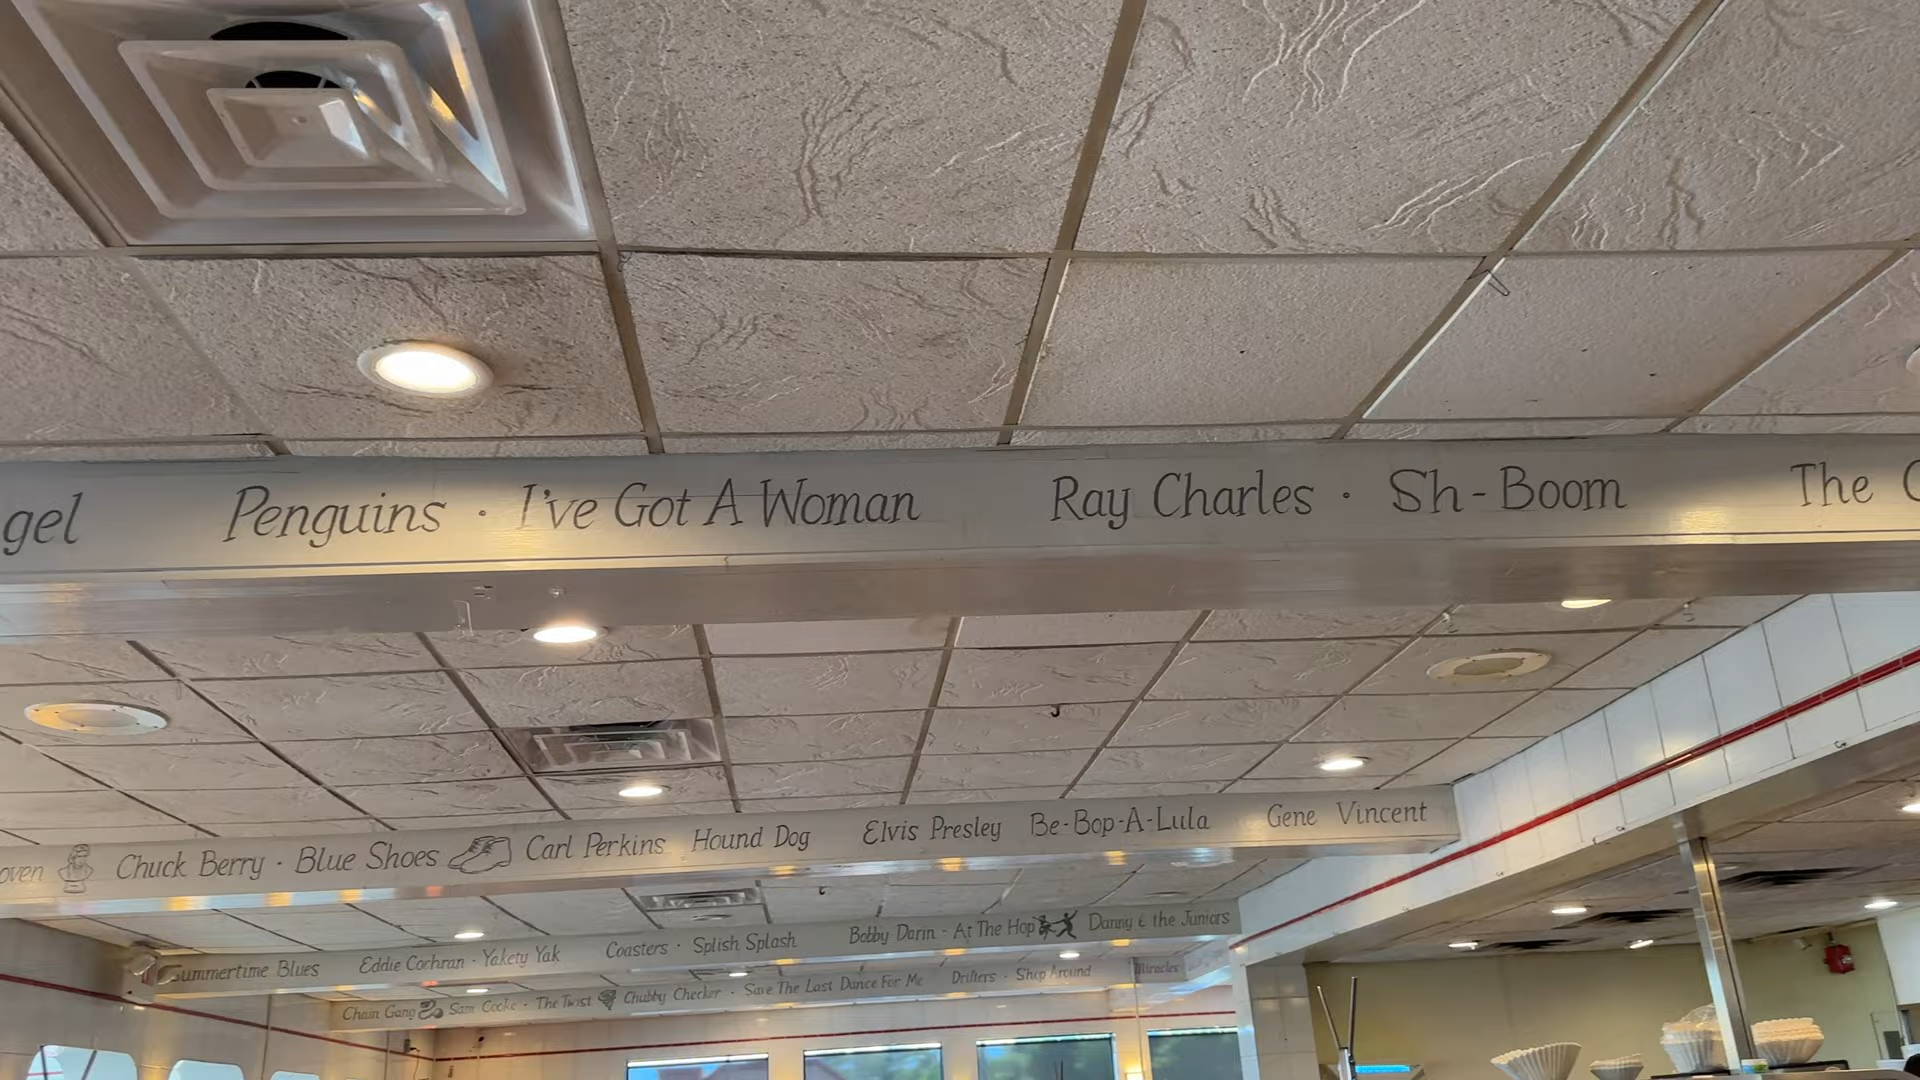 gel Penguins · I've Got A Woman Ray Charles · Sh-Boom The
oven Chuck Berry · Blue Shoes Carl Perkins Hound Dog Elvis Presley Be-Bop-A-Lula Gene Vincent
Summertime Blues Eddie Cochran · Yakety Yak Coasters · Splish Splash Bobby Darin · At The Hop Danny & the Juniors
Chain Gang Sam Cooke · The Twist Chubby Checker · Save The Last Dance For Me Drifters · Shop Around Miracles